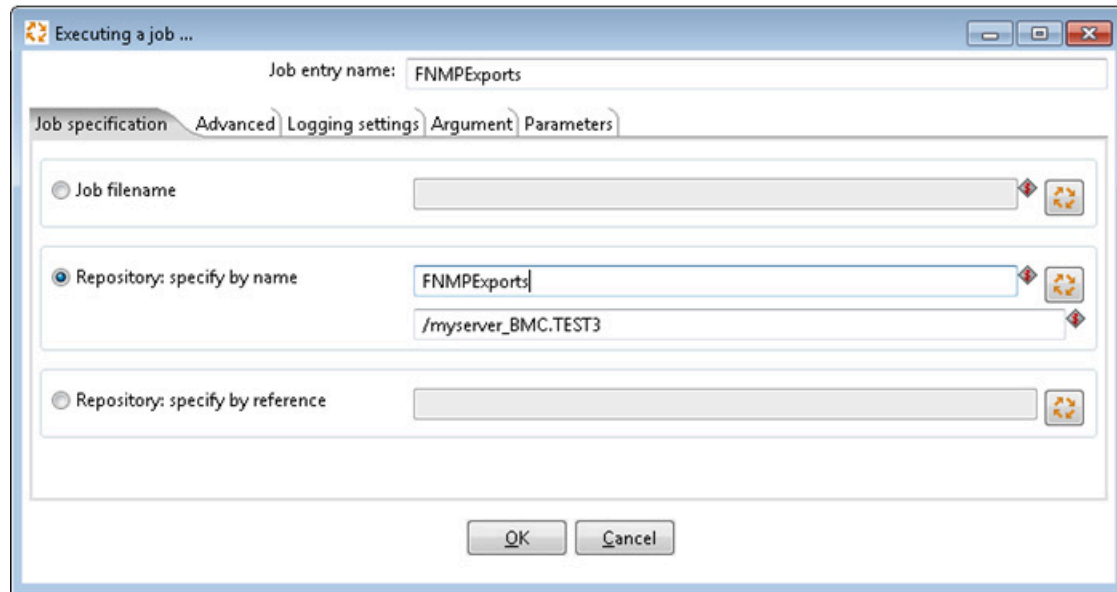 Executing a job ...
Job entry name: FNMPExports
Job specification Advanced Logging settings Argument Parameters
Job filename
Repository: specify by name FNMPExports
/myserver_BMC.TEST3
Repository: specify by reference
OK Cancel